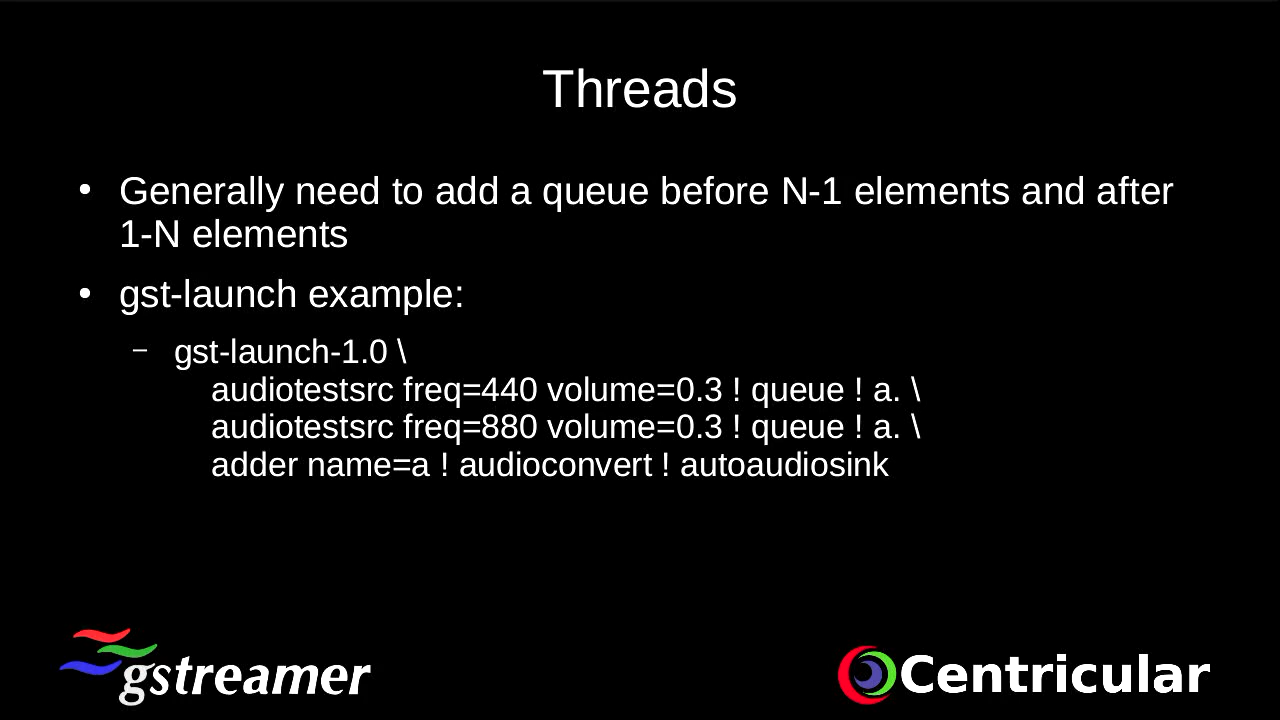 Threads
• Generally need to add a queue before N-1 elements and after
1-N elements
• gst-launch example:
– gst-launch-1.0 \
audiotestsrc freq=440 volume=0.3 ! queue ! a. \
audiotestsrc freq=880 volume=0.3 ! queue ! a. \
adder name=a ! audioconvert ! autoaudiosink
gstreamer
Centricular